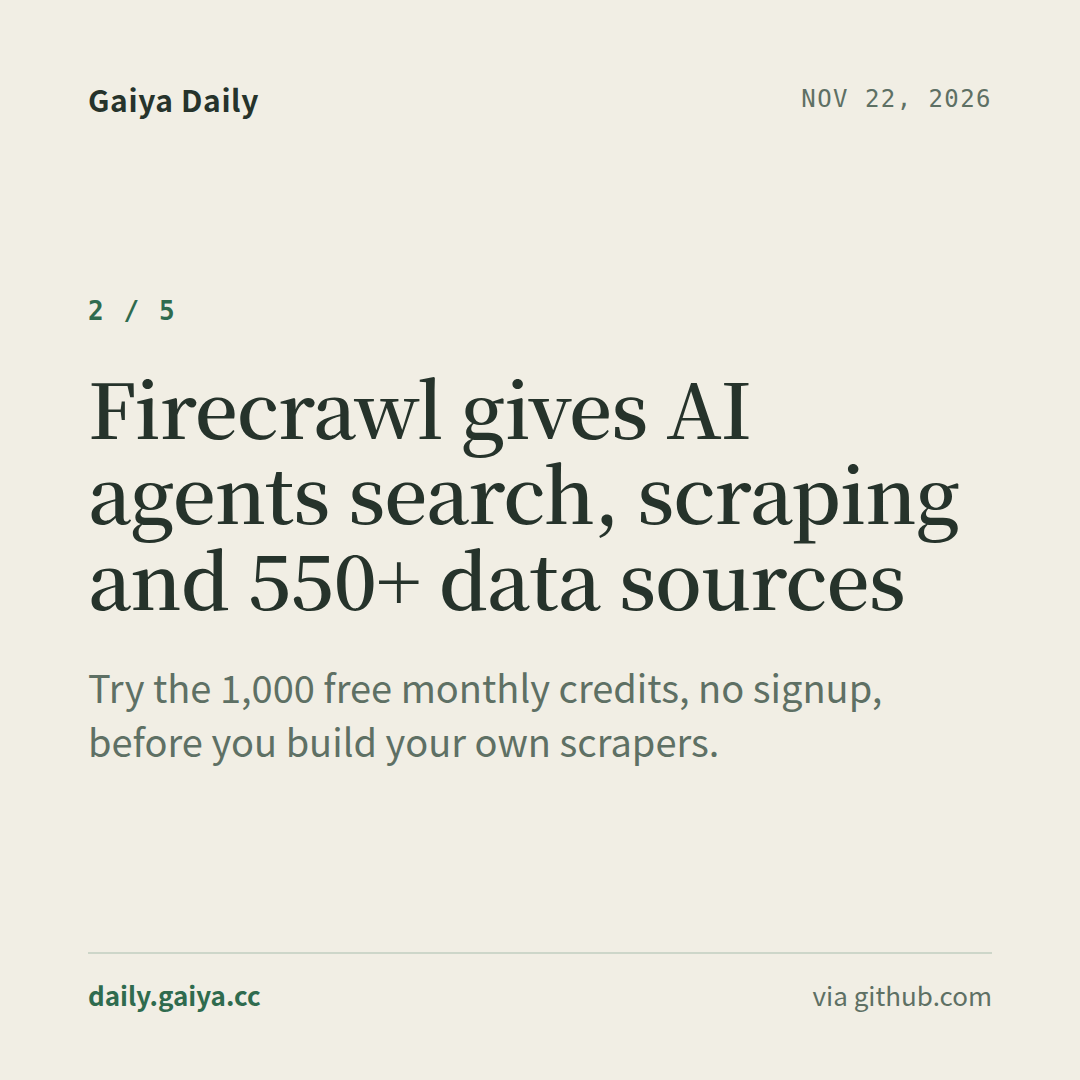 Gaiya Daily
NOV 22, 2026
2 / 5
Firecrawl gives AI
agents search, scraping
and 550+ data sources
Try the 1,000 free monthly credits, no signup,
before you build your own scrapers.
daily.gaiya.cc
via github.com